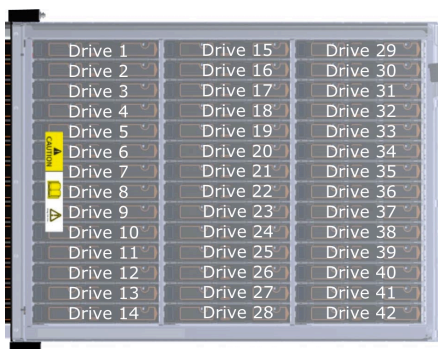 Drive 1 Drive 15 Drive 29
Drive 2 Drive 16 Drive 30
Drive 3 Drive 17 Drive 31
Drive 4 Drive 18 Drive 32
Drive 5 Drive 19 Drive 33
Drive 6 Drive 20 Drive 34
Drive 7 Drive 21 Drive 35
Drive 8 Drive 22 Drive 36
Drive 9 Drive 23 Drive 37
Drive 10 Drive 24 Drive 38
Drive 11 Drive 25 Drive 39
Drive 12 Drive 26 Drive 40
Drive 13 Drive 27 Drive 41
Drive 14 Drive 28 Drive 42
CAUTION